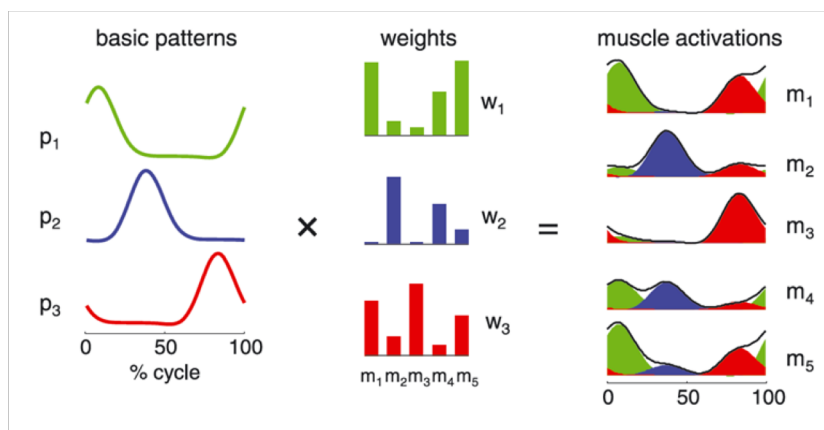 basic patterns
weights
muscle activations
p1
p2
p3
0 50 100
% cycle
×
w1
w2
w3
m1 m2 m3 m4 m5
=
m1
m2
m3
m4
m5
0 50 100